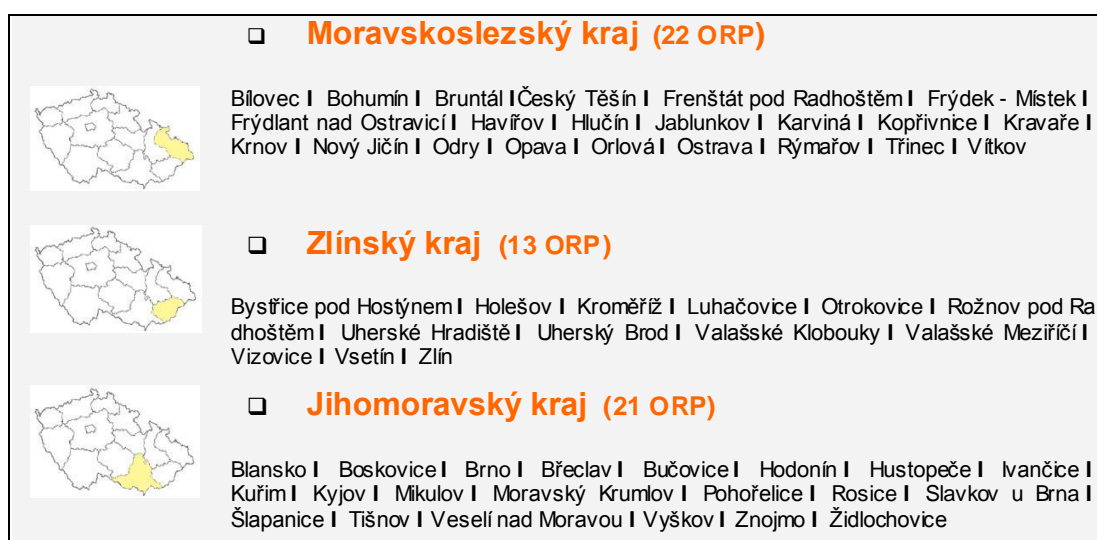 ❑ Moravskoslezský kraj (22 ORP)
Bílovec I Bohumín I Bruntál I Český Těšín I Frenštát pod Radhoštěm I Frýdek - Místek I
Frýdlant nad Ostravicí I Havířov I Hlučín I Jablunkov I Karviná I Kopřivnice I Kravaře I
Krnov I Nový Jičín I Odry I Opava I Orlová I Ostrava I Rýmařov I Třinec I Vítkov
❑ Zlínský kraj (13 ORP)
Bystřice pod Hostýnem I Holešov I Kroměříž I Luhačovice I Otrokovice I Rožnov pod Ra
dhoštěm I Uherské Hradiště I Uherský Brod I Valašské Klobouky I Valašské Meziříčí I
Vizovice I Vsetín I Zlín
❑ Jihomoravský kraj (21 ORP)
Blansko I Boskovice I Brno I Břeclav I Bučovice I Hodonín I Hustopeče I Ivančice I
Kuřim I Kyjov I Mikulov I Moravský Krumlov I Pohořelice I Rosice I Slavkov u Brna I
Šlapanice I Tišnov I Veselí nad Moravou I Vyškov I Znojmo I Židlochovice